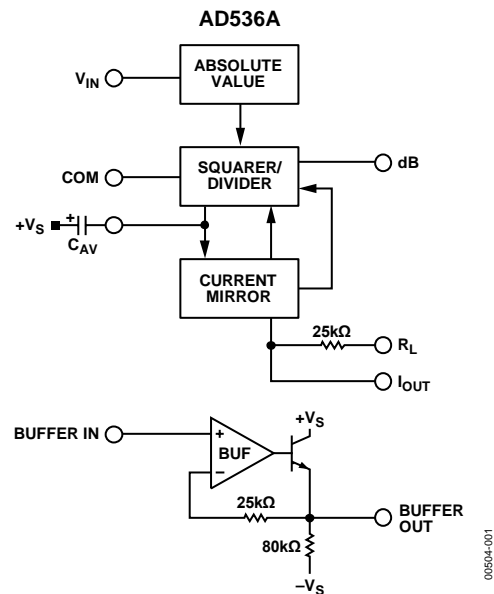 AD536A
ABSOLUTE
VALUE
VIN
SQUARER/
DIVIDER
dB
COM
+VS
+
CAV
CURRENT
MIRROR
25kΩ
RL
IOUT
+VS
BUFFER IN
+
BUF
−
25kΩ
BUFFER
OUT
80kΩ
−VS
00504-001